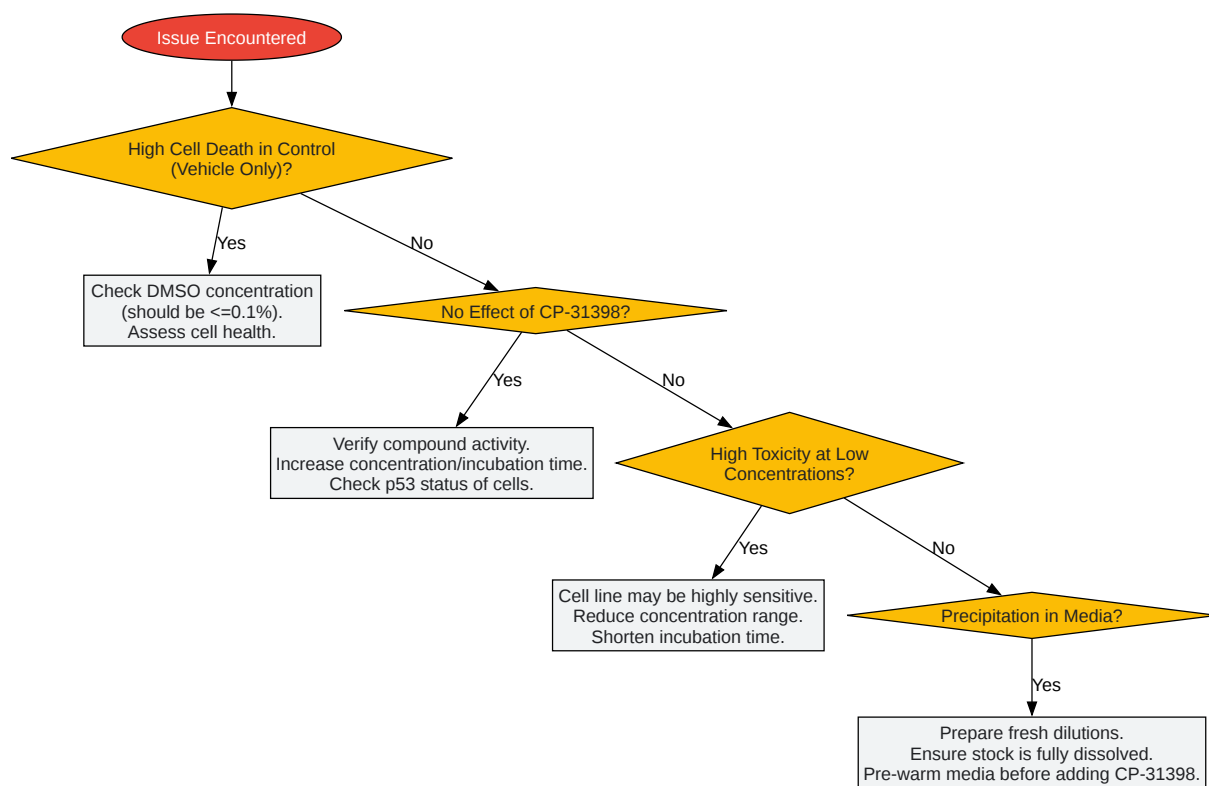 Issue Encountered
High Cell Death in Control
(Vehicle Only)?
Yes
No
Check DMSO concentration
(should be <=0.1%).
Assess cell health.
No Effect of CP-31398?
Yes
No
Verify compound activity.
Increase concentration/incubation time.
Check p53 status of cells.
High Toxicity at Low
Concentrations?
Yes
No
Cell line may be highly sensitive.
Reduce concentration range.
Shorten incubation time.
Precipitation in Media?
Yes
Prepare fresh dilutions.
Ensure stock is fully dissolved.
Pre-warm media before adding CP-31398.